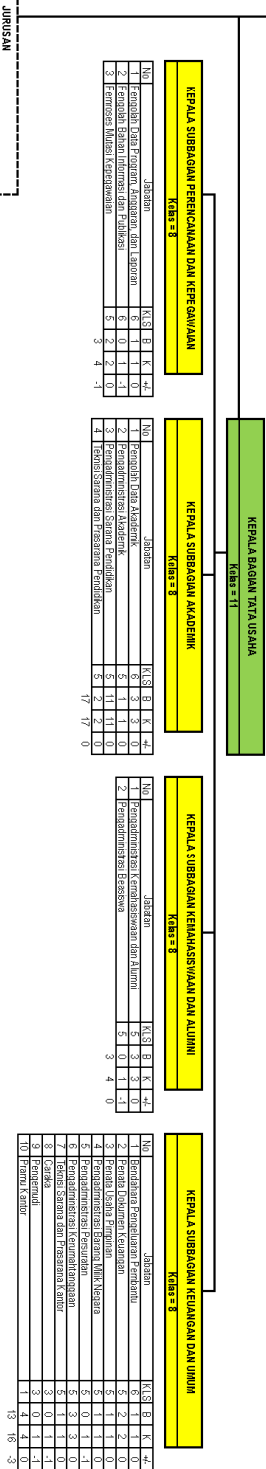 JURUSAN
KEPALA BAGIAN TATA USAHA
Kelas = 11
KEPALA SUBBAGIAN PERENCANAAN DAN KEPEGAWAIAN
Kelas = 8
No Jabatan KLS B K +/-
1 Pengolah Data Program, Anggaran, dan Laporan 6 1 1 0
2 Pengolah Bahan Informasi dan Publikasi 6 0 1 -1
3 Pemroses Mutasi Kepegawaian 5 2 2 0
3 4 -1
KEPALA SUBBAGIAN AKADEMIK
Kelas = 8
No Jabatan KLS B K +/-
1 Pengolah Data Akademik 6 3 3 0
2 Pengadministrasi Akademik 5 1 1 0
3 Pengadministrasi Sarana Pendidikan 5 11 11 0
4 Teknisi Sarana dan Prasarana Pendidikan 5 2 2 0
17 17 0
KEPALA SUBBAGIAN KEMAHASISWAAN DAN ALUMNI
Kelas = 8
No Jabatan KLS B K +/-
1 Pengadministrasi Kemahasiswaan dan Alumni 5 3 3 0
2 Pengadministrasi Beasiswa 5 0 1 -1
3 4 0
KEPALA SUBBAGIAN KEUANGAN DAN UMUM
Kelas = 8
No Jabatan KLS B K +/-
1 Bendahara Pengeluaran Pembantu 6 1 1 0
2 Penata Dokumen Keuangan 5 2 2 0
3 Penata Usaha Pimpinan 5 1 1 0
4 Pengadministrasi Barang Milik Negara 5 1 1 0
5 Pengadministrasi Persuratan 5 0 1 -1
6 Pengadministrasi Kerumahtanggaan 5 3 3 0
7 Teknisi Sarana dan Prasarana Kantor 5 1 1 0
8 Caraka 3 0 1 -1
9 Pengemudi 3 0 1 -1
10 Pramu Kantor 1 4 4 0
13 16 -3